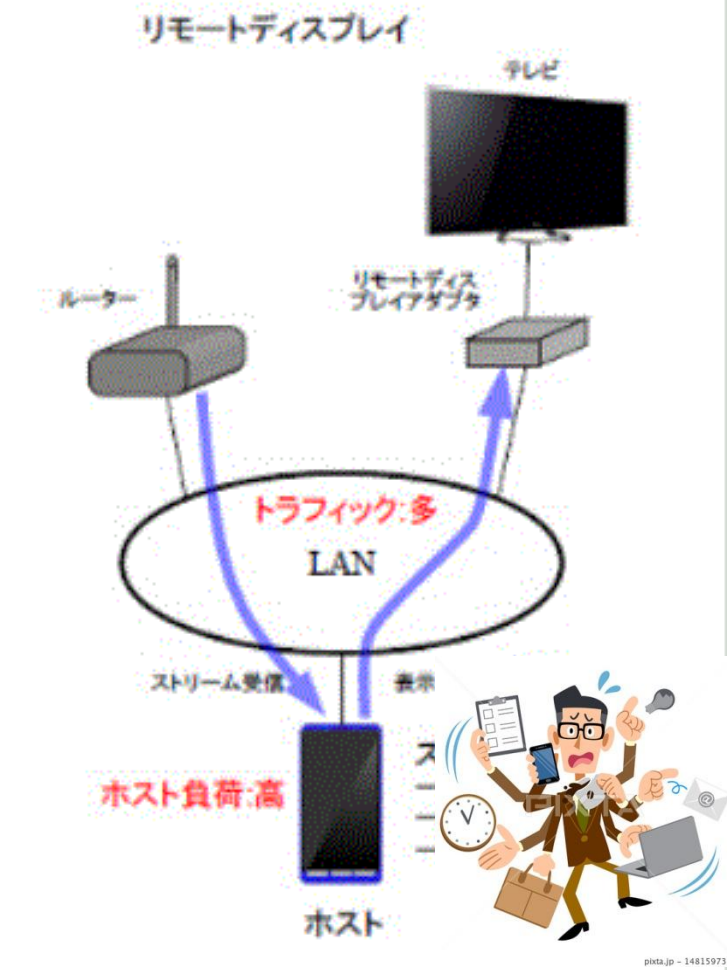 リモートディスプレイ
テレビ
ルーター
リモートディス
プレイアダプタ
トラフィック:多
LAN
ストリーム受信
表示
ホスト負荷:高
ホスト
pixta.jp - 14815973